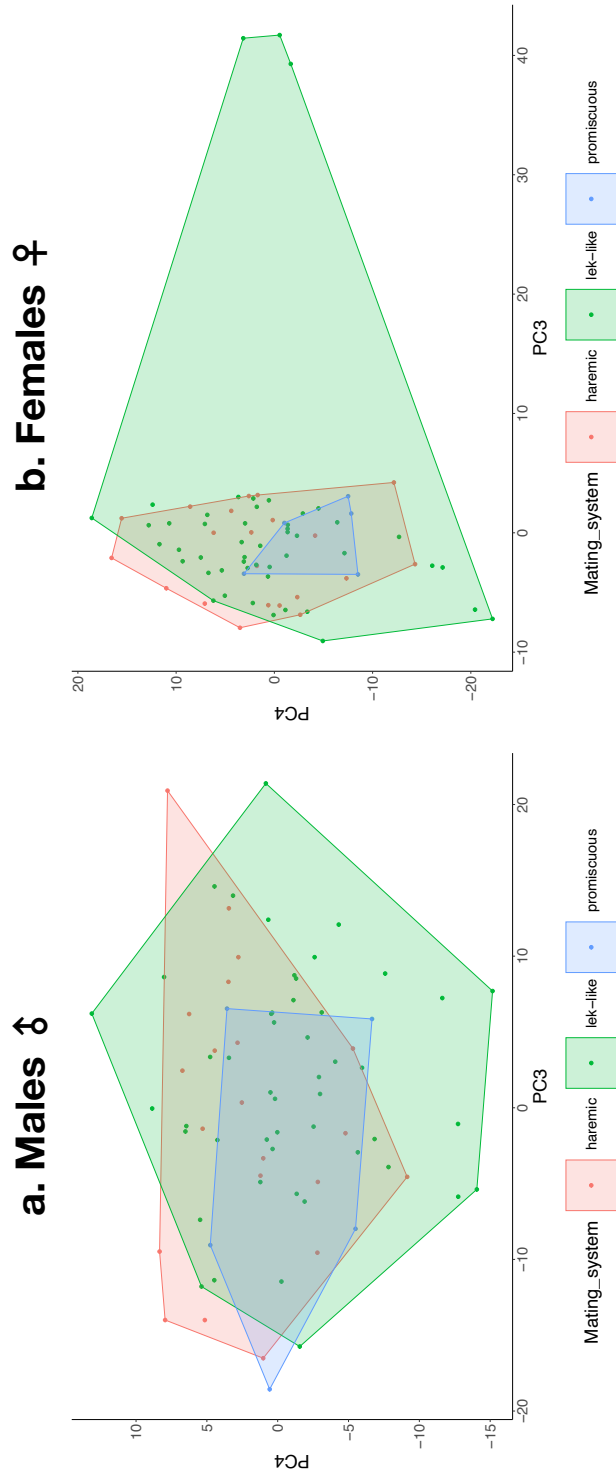 a. Males ♂
PC4
10
5
0
−5
−10
−15
−20
−10
0
10
20
PC3
Mating_system
haremic
lek−like
promiscuous
b. Females ♀
PC4
20
10
0
−10
−20
−10
0
10
20
30
40
PC3
Mating_system
haremic
lek−like
promiscuous